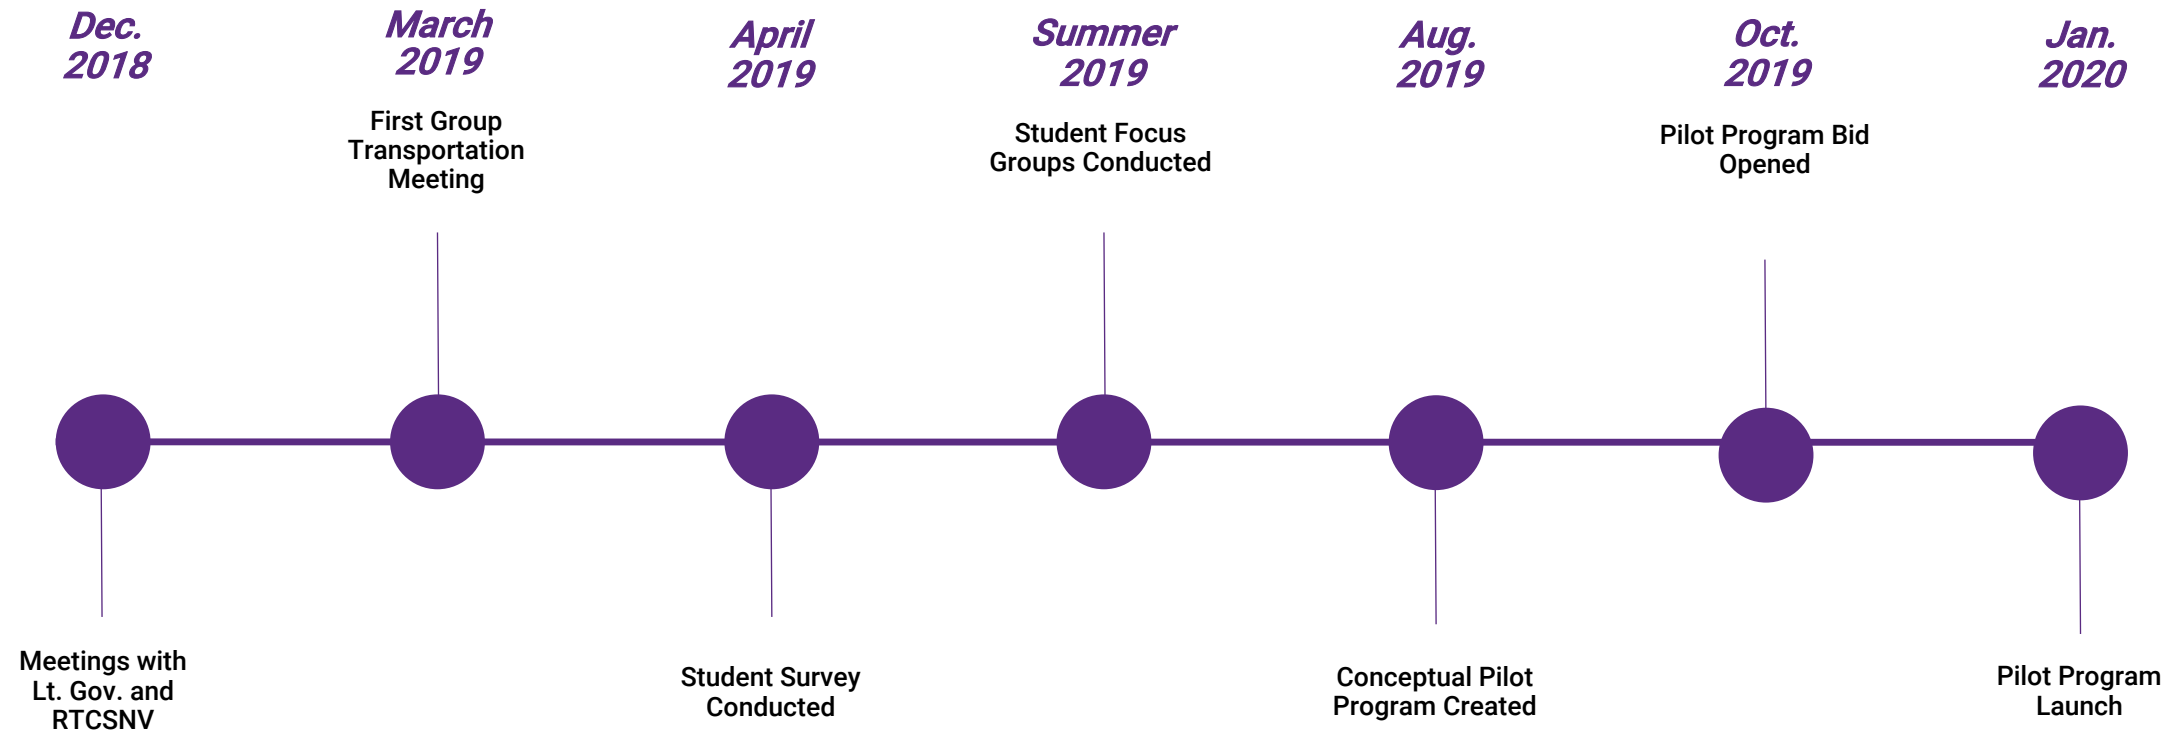 Dec.
2018
March
2019
April
2019
Summer
2019
Aug.
2019
Oct.
2019
Jan.
2020
First Group
Transportation
Meeting
Student Focus
Groups Conducted
Pilot Program Bid
Opened
Meetings with
Lt. Gov. and
RTCSNV
Student Survey
Conducted
Conceptual Pilot
Program Created
Pilot Program
Launch